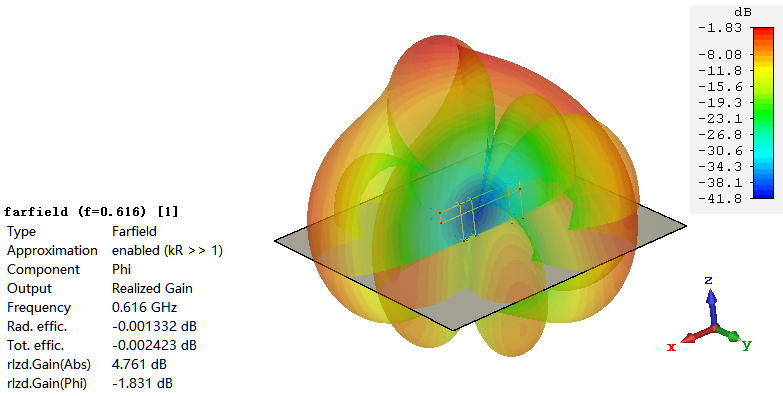 dB
-1.83
-8.08
-11.8
-15.6
-19.3
-23.1
-26.8
-30.6
-34.3
-38.1
-41.8
farfield (f=0.616) [1]
Type Farfield
Approximation enabled (kR >> 1)
Component Phi
Output Realized Gain
Frequency 0.616 GHz
Rad. effic. -0.001332 dB
Tot. effic. -0.002423 dB
rlzd.Gain(Abs) 4.761 dB
rlzd.Gain(Phi) -1.831 dB
z
x
y